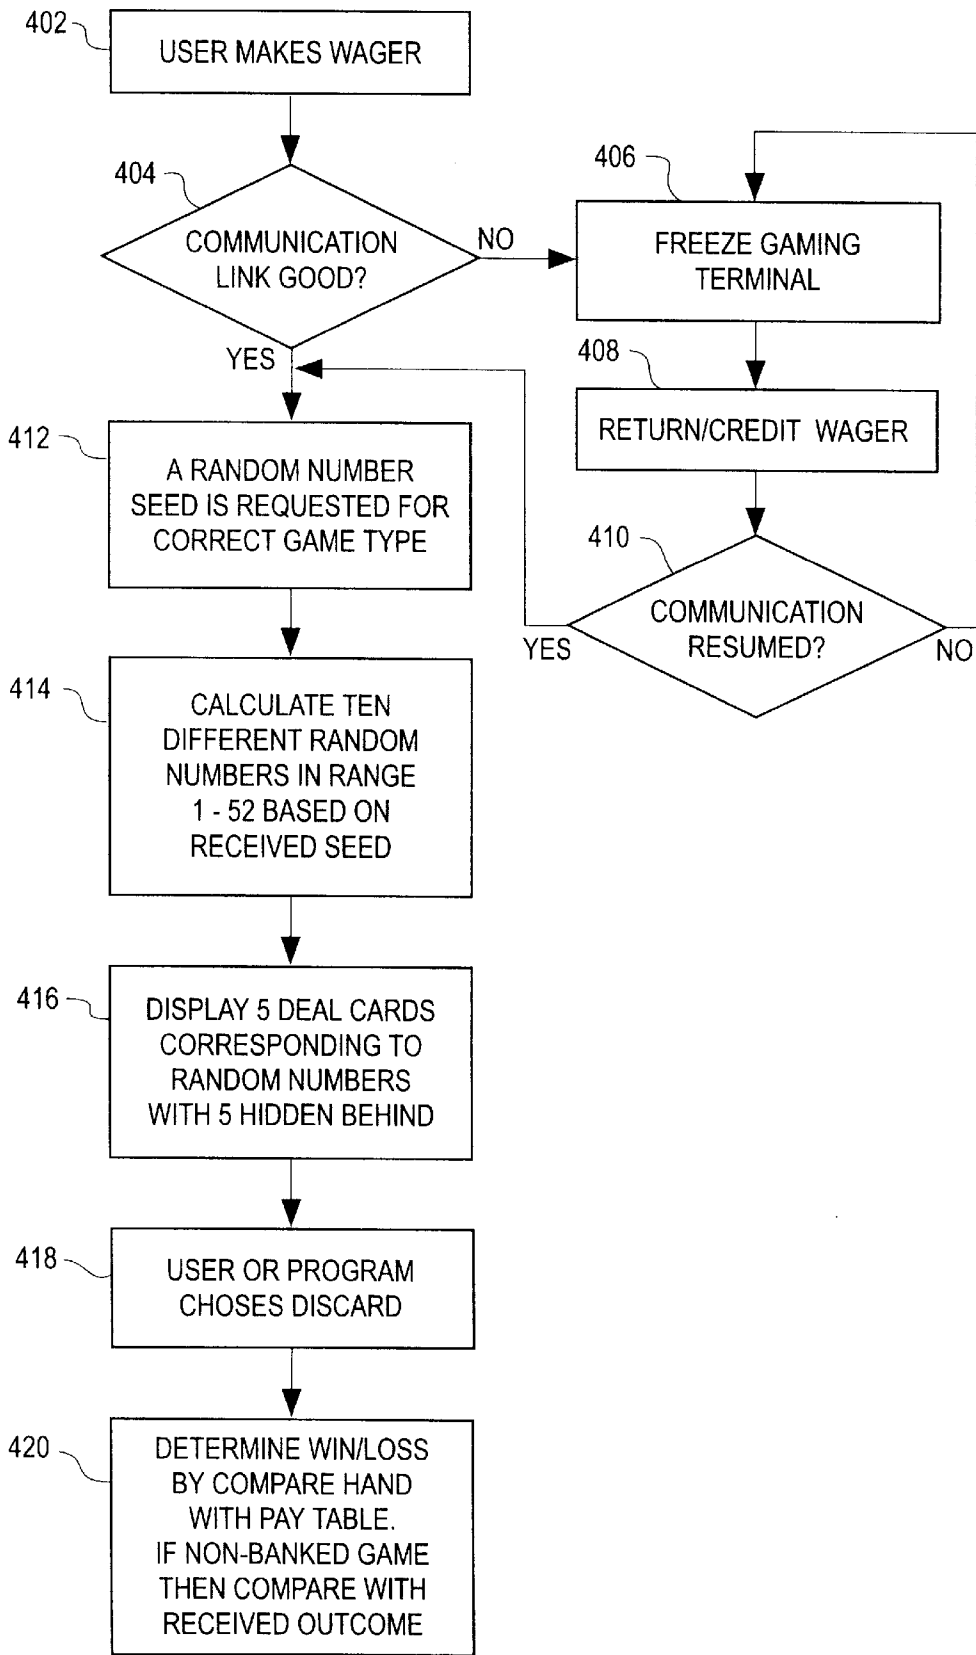 402
USER MAKES WAGER
404
COMMUNICATION
LINK GOOD?
NO
YES
406
FREEZE GAMING
TERMINAL
408
RETURN/CREDIT WAGER
410
COMMUNICATION
RESUMED?
YES
NO
412
A RANDOM NUMBER
SEED IS REQUESTED FOR
CORRECT GAME TYPE
414
CALCULATE TEN
DIFFERENT RANDOM
NUMBERS IN RANGE
1 - 52 BASED ON
RECEIVED SEED
416
DISPLAY 5 DEAL CARDS
CORRESPONDING TO
RANDOM NUMBERS
WITH 5 HIDDEN BEHIND
418
USER OR PROGRAM
CHOSES DISCARD
420
DETERMINE WIN/LOSS
BY COMPARE HAND
WITH PAY TABLE.
IF NON-BANKED GAME
THEN COMPARE WITH
RECEIVED OUTCOME